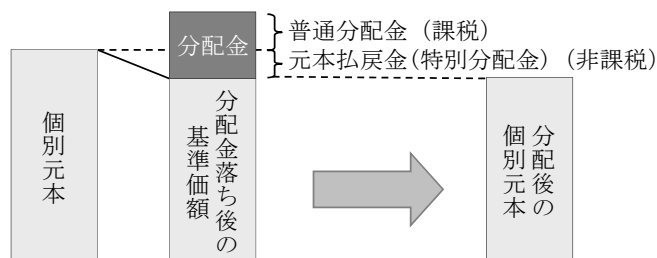 普通分配金（課税）
分配金
元本払戻金(特別分配金)（非課税）
個別元本
分配金落ち後の
基準価額
分配後の
個別元本